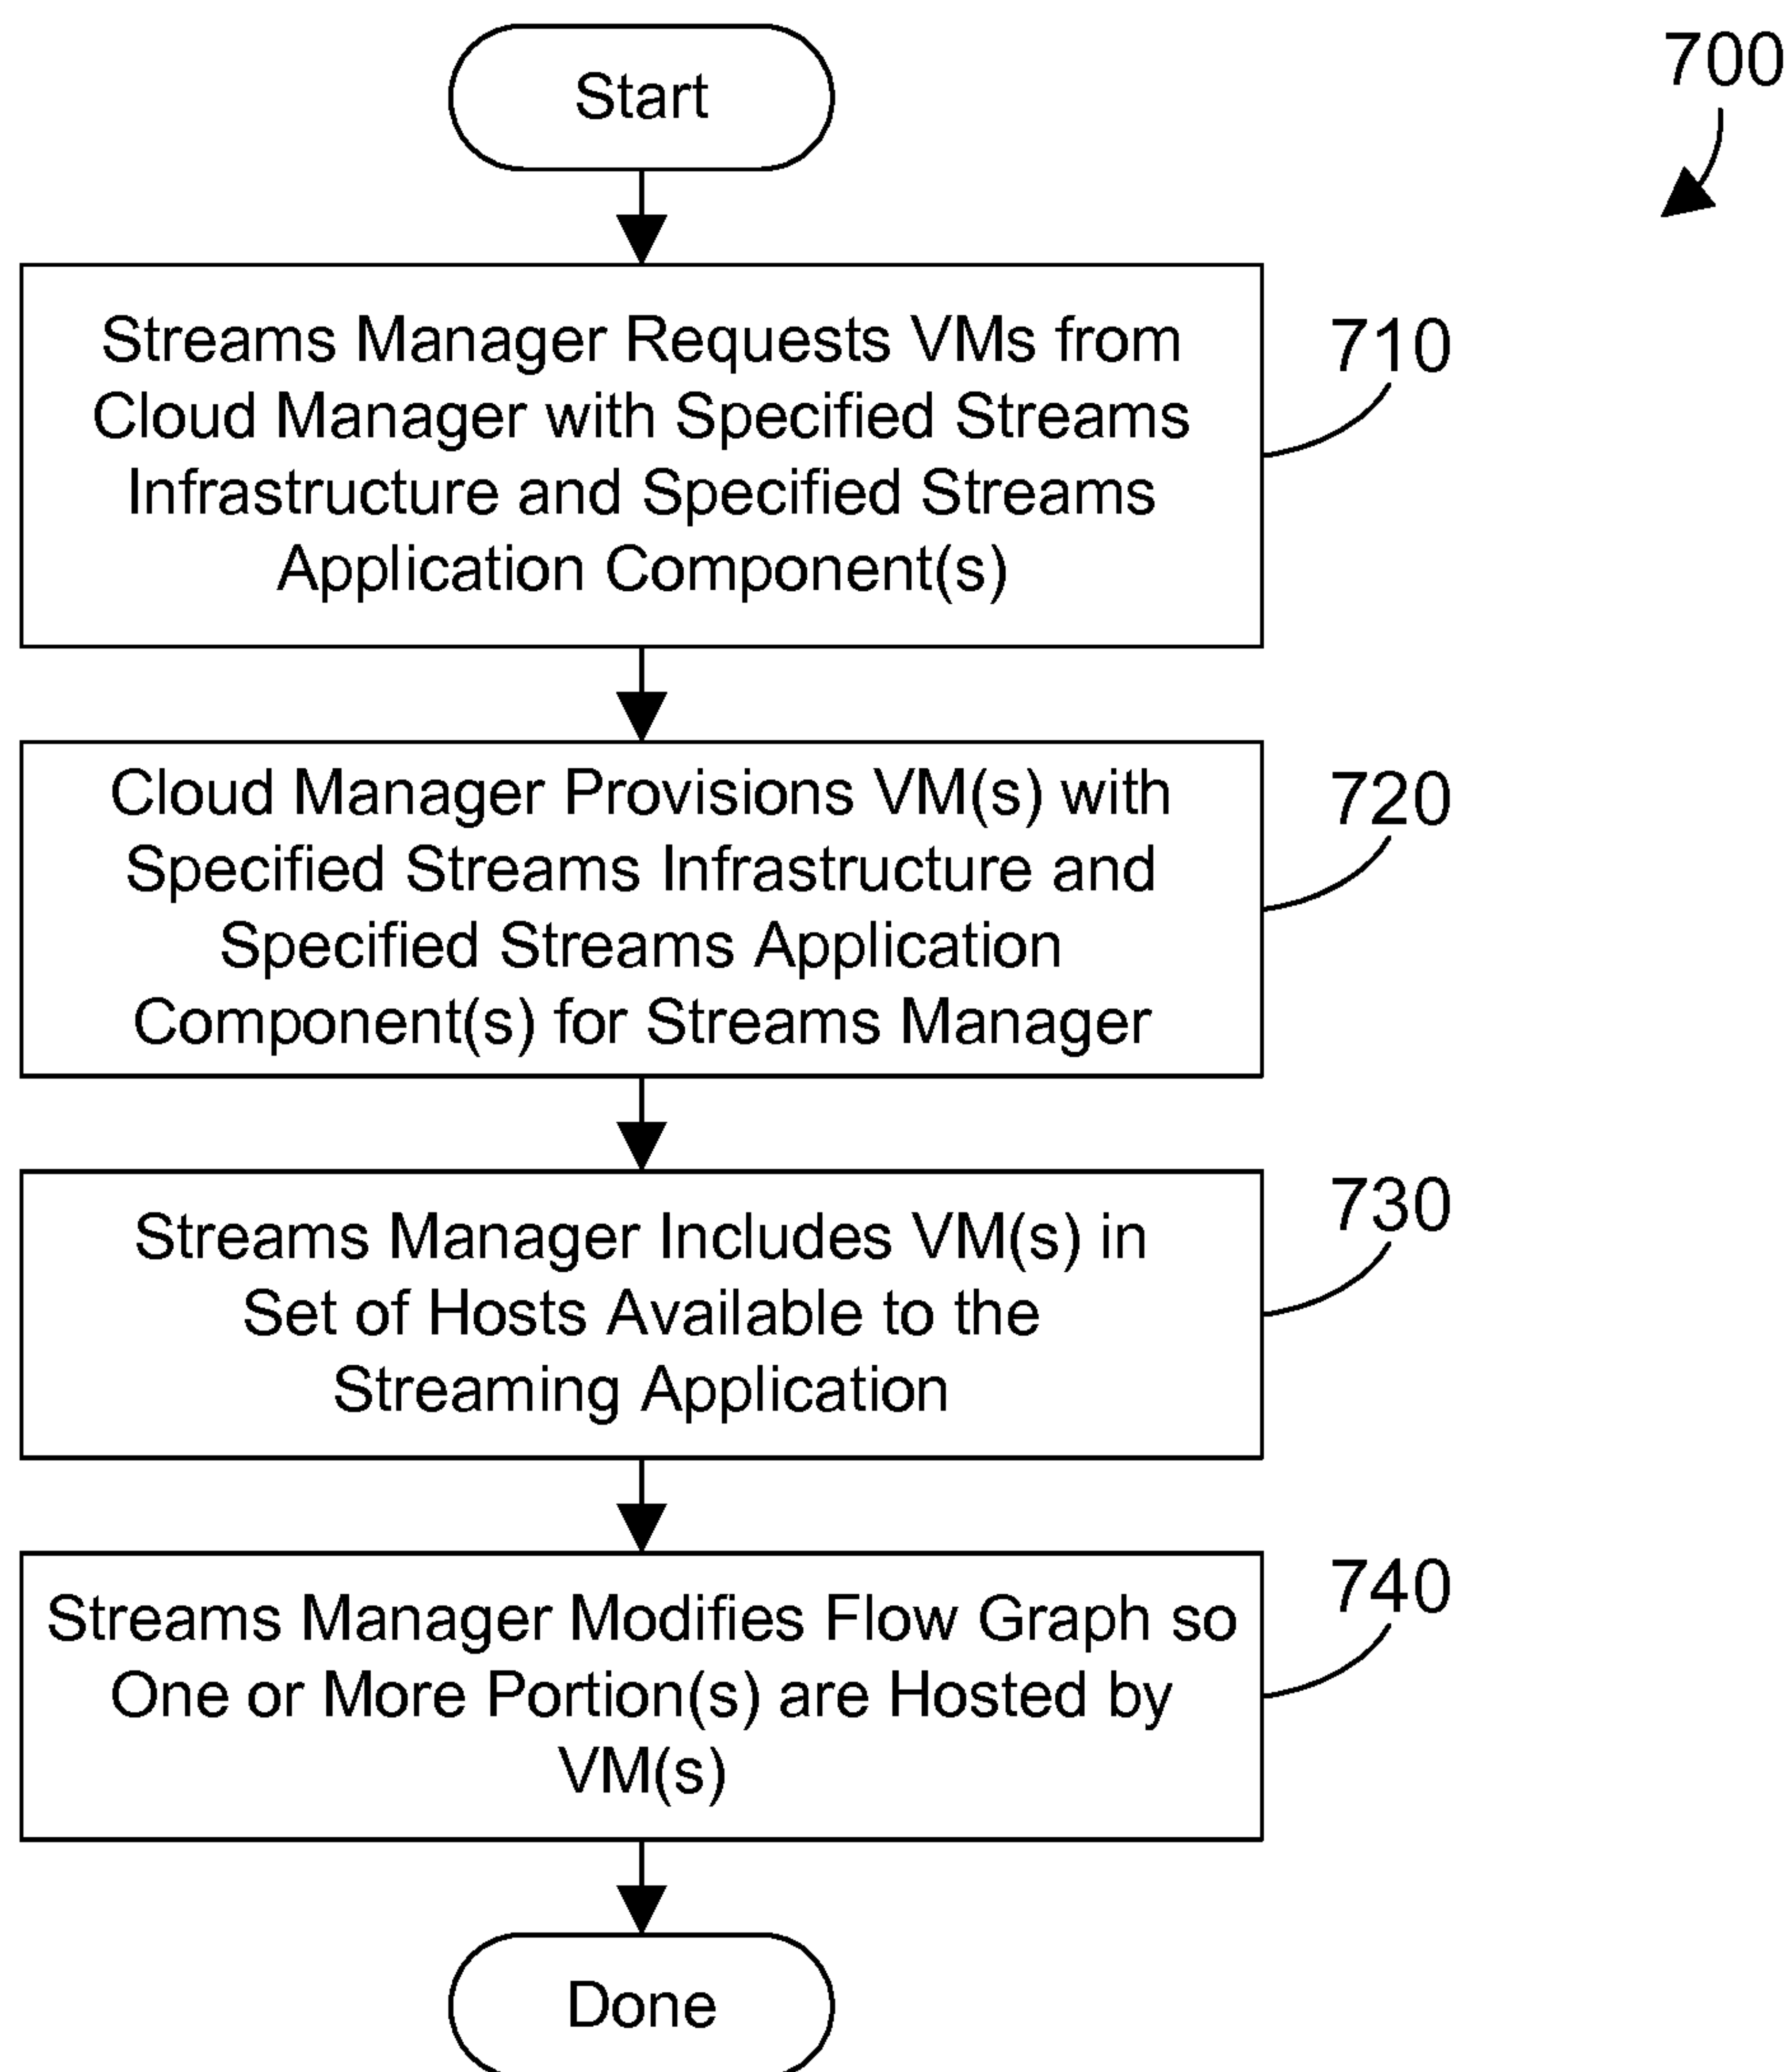 Start
700
Streams Manager Requests VMs from
Cloud Manager with Specified Streams
Infrastructure and Specified Streams
Application Component(s)
710
Cloud Manager Provisions VM(s) with
Specified Streams Infrastructure and
Specified Streams Application
Component(s) for Streams Manager
720
Streams Manager Includes VM(s) in
Set of Hosts Available to the
Streaming Application
730
Streams Manager Modifies Flow Graph so
One or More Portion(s) are Hosted by
VM(s)
740
Done